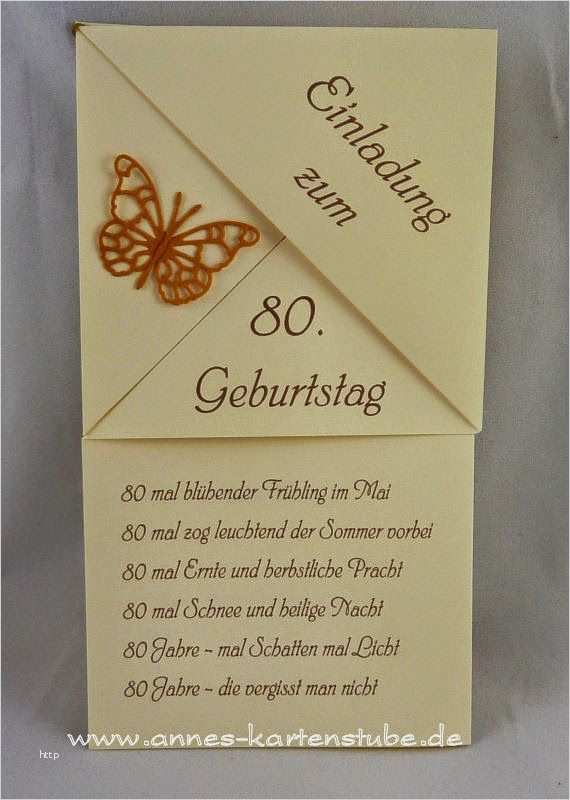 Einladung
zum
80.
Geburtstag
80 mal blühender Frühling im Mai
80 mal zog leuchtend der Sommer vorbei
80 mal Ernte und herbstliche Pracht
80 mal Schnee und heilige Nacht
80 Jahre - mal Schatten mal Licht
80 Jahre - die vergisst man nicht
www.annes-kartenstube.de
http